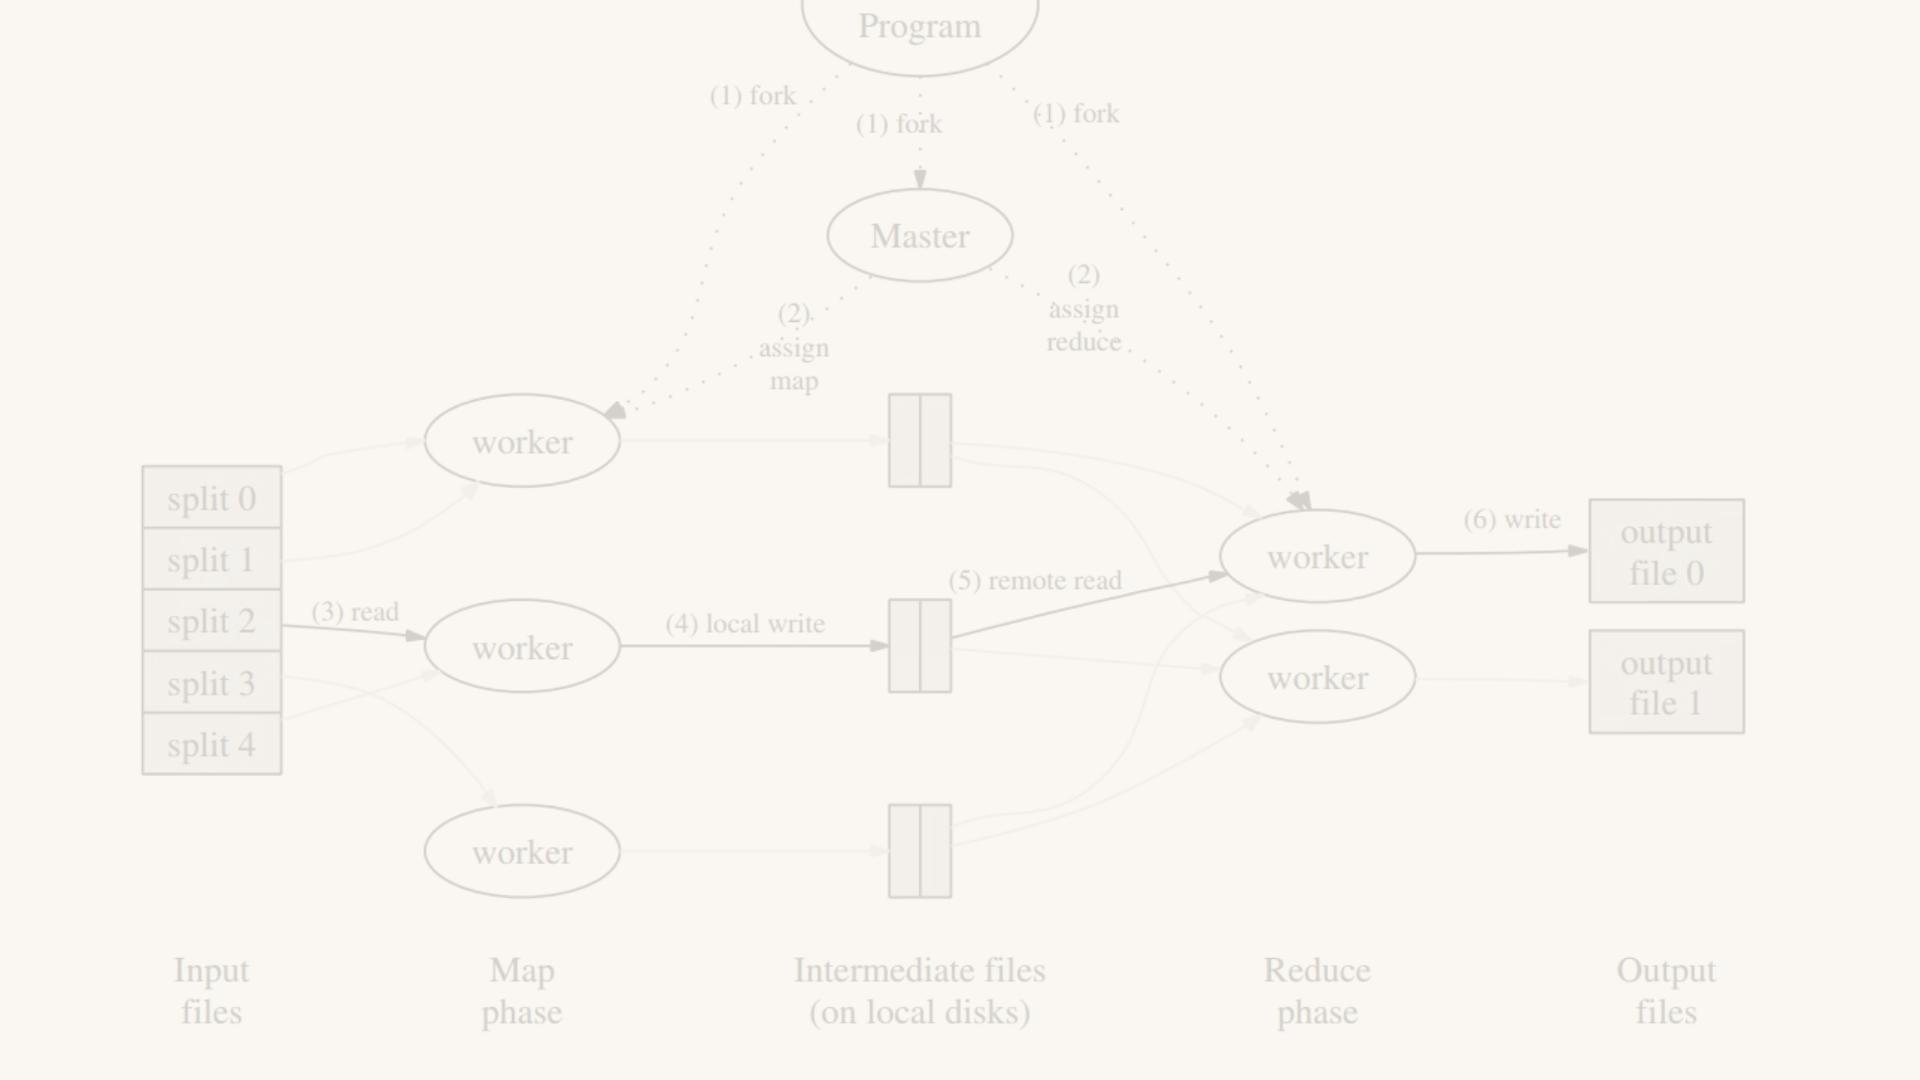 Program
(1) fork
(1) fork
(1) fork
Master
(2)
assign
map
(2)
assign
reduce
worker
split 0
split 1
split 2
split 3
split 4
(3) read
worker
(4) local write
(5) remote read
worker
(6) write
output
file 0
worker
output
file 1
worker
Input
files
Map
phase
Intermediate files
(on local disks)
Reduce
phase
Output
files